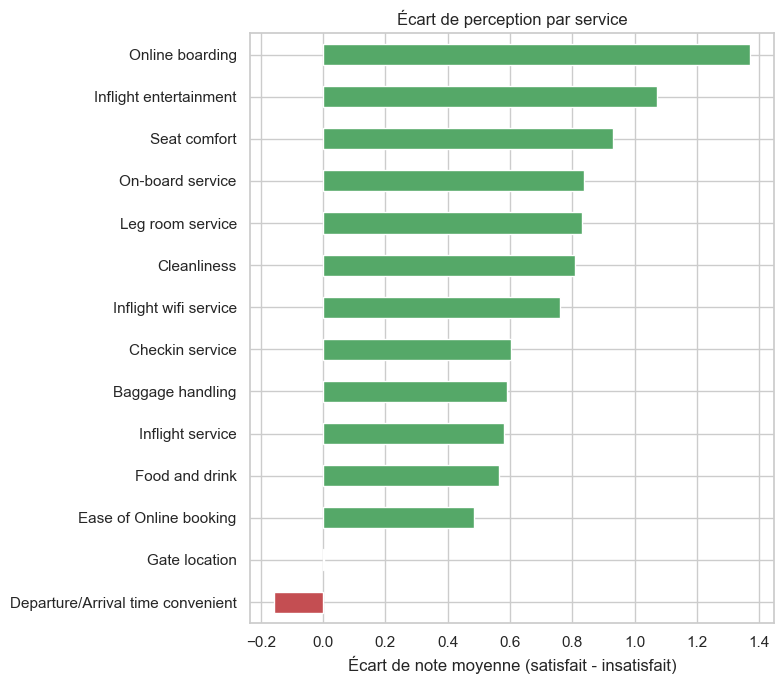 Écart de perception par service
Online boarding
Inflight entertainment
Seat comfort
On-board service
Leg room service
Cleanliness
Inflight wifi service
Checkin service
Baggage handling
Inflight service
Food and drink
Ease of Online booking
Gate location
Departure/Arrival time convenient
−0.2 0.0 0.2 0.4 0.6 0.8 1.0 1.2 1.4
Écart de note moyenne (satisfait - insatisfait)